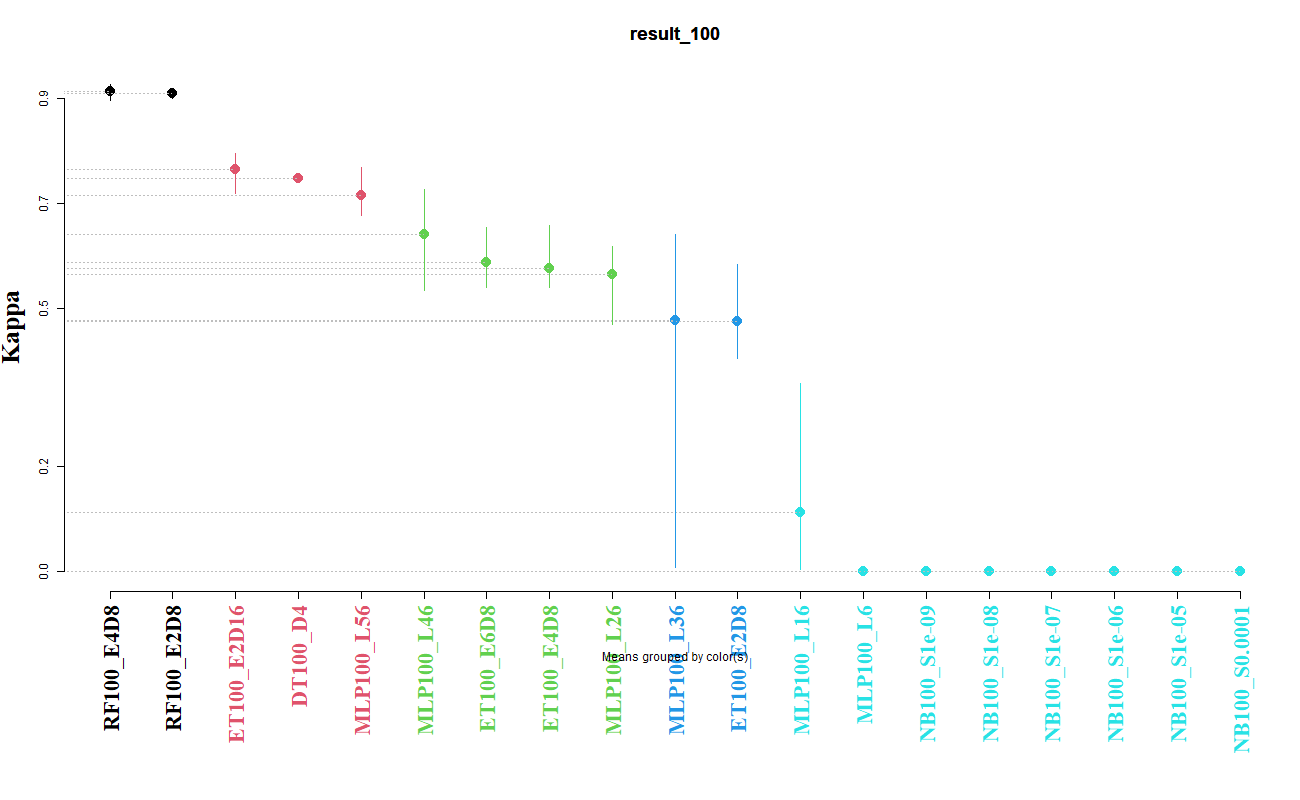 result_100
Kappa
0.9
0.7
0.5
0.2
0.0
RF100_E4D8
RF100_E2D8
ET100_E2D16
DT100_D4
MLP100_L56
MLP100_L46
ET100_E6D8
ET100_E4D8
MLP100_L26
MLP100_L36
ET100_E2D8
MLP100_L16
MLP100_L6
NB100_S1e-09
NB100_S1e-08
NB100_S1e-07
NB100_S1e-06
NB100_S1e-05
NB100_S0.0001
Means grouped by color(s)